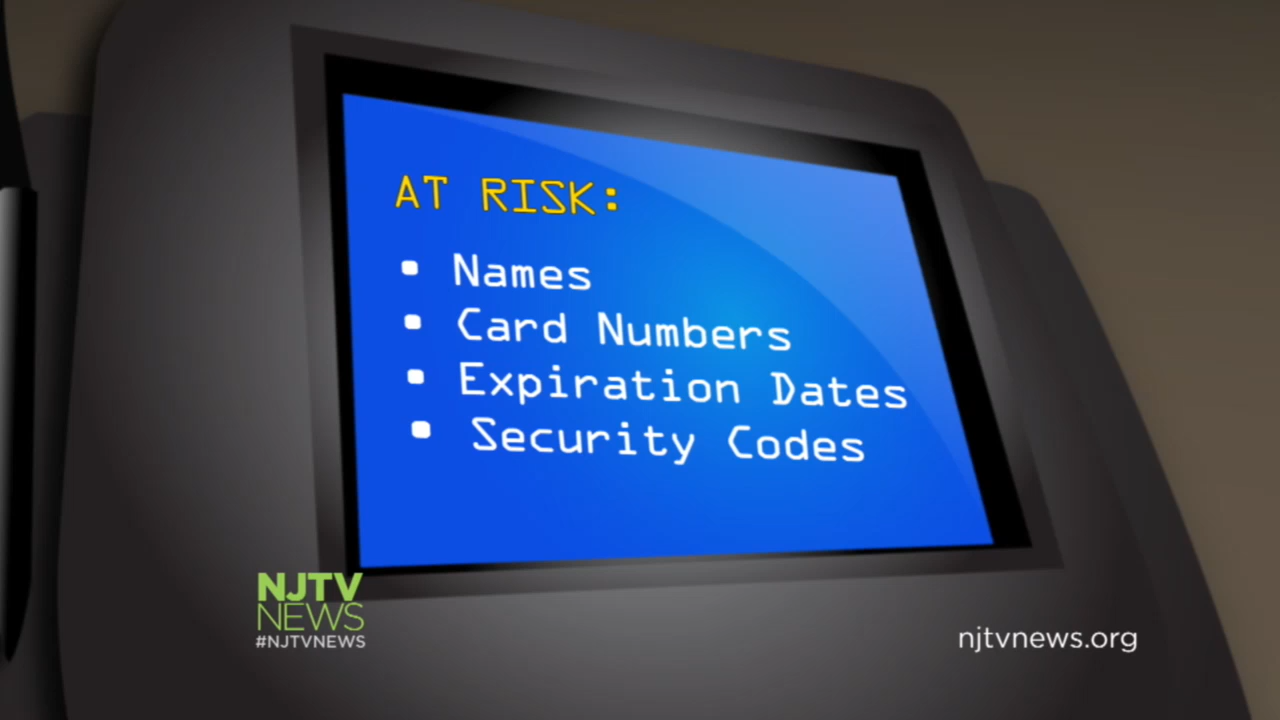 AT RISK:
▪ Names
▪ Card Numbers
▪ Expiration Dates
▪ Security Codes
NJTV
NEWS
#NJTVNEWS
njtvnews.org